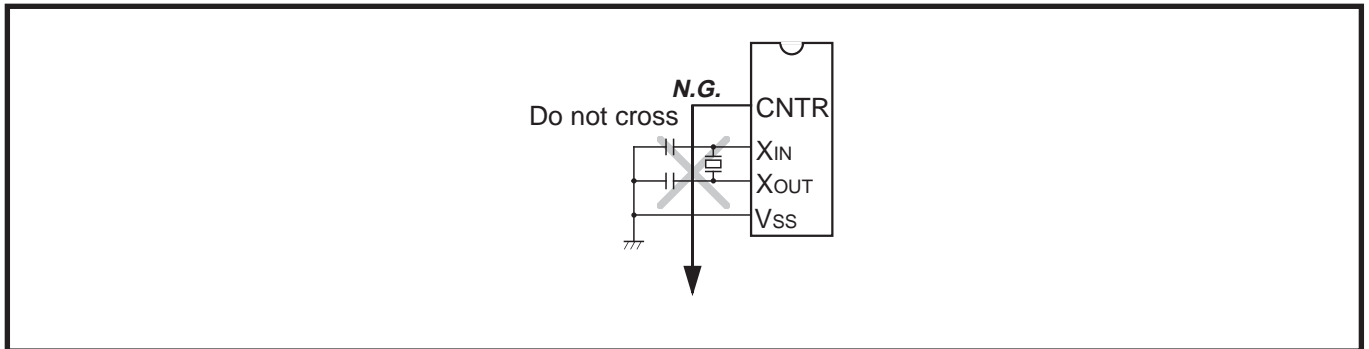 N.G.
Do not cross
CNTR
XIN
XOUT
VSS